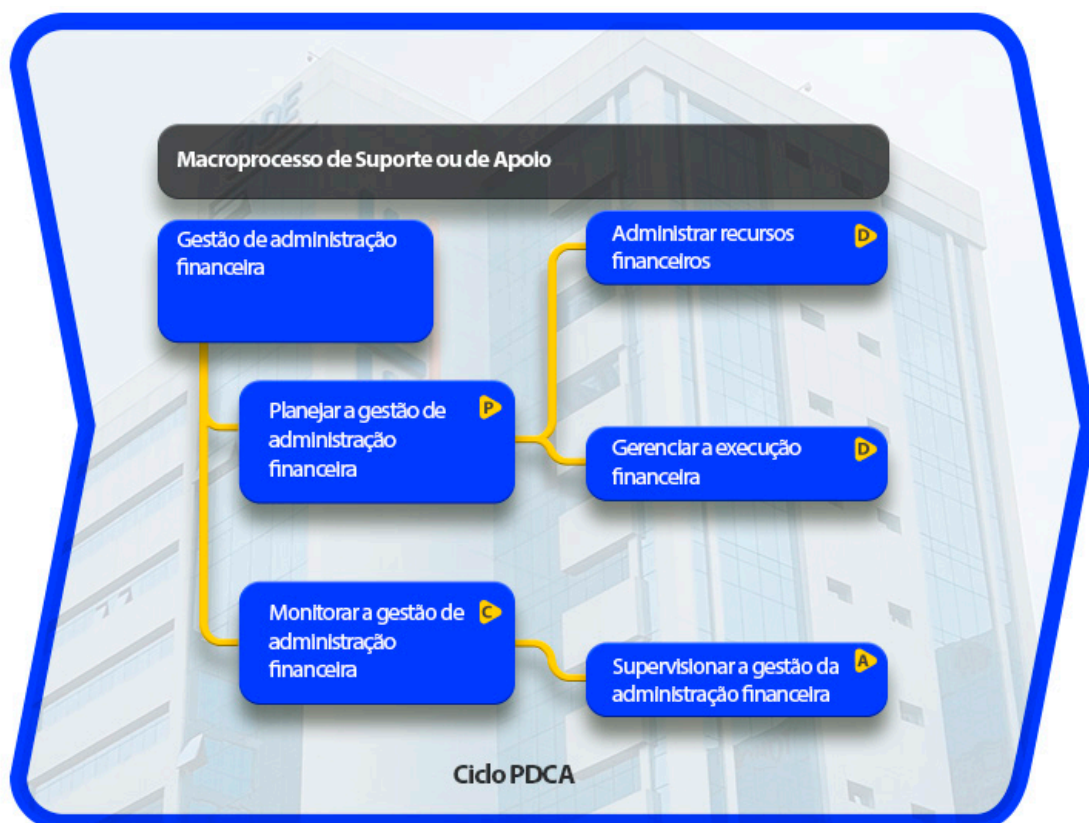 Macroprocesso de Suporte ou de Apoio
Gestão de administração
financeira
Planejar a gestão de
administração
financeira
P
Administrar recursos
financeiros
D
Gerenciar a execução
financeira
D
Monitorar a gestão de
administração
financeira
C
Supervisionar a gestão da
administração financeira
A
Ciclo PDCA